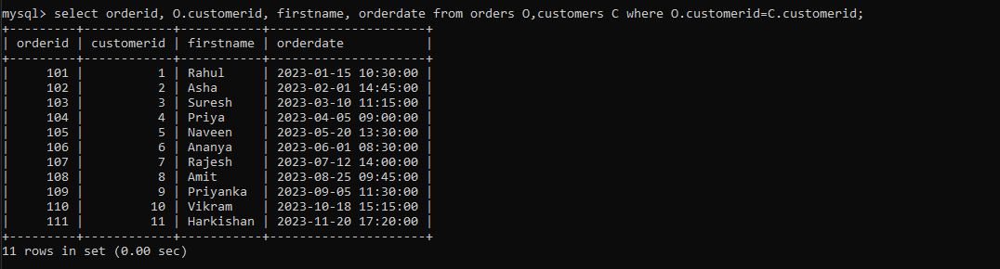 mysql> select orderid, O.customerid, firstname, orderdate from orders O,customers C where O.customerid=C.customerid;
+---------+------------+-----------+---------------------+
| orderid | customerid | firstname | orderdate           |
+---------+------------+-----------+---------------------+
|     101 |          1 | Rahul     | 2023-01-15 10:30:00 |
|     102 |          2 | Asha      | 2023-02-01 14:45:00 |
|     103 |          3 | Suresh    | 2023-03-10 11:15:00 |
|     104 |          4 | Priya     | 2023-04-05 09:00:00 |
|     105 |          5 | Naveen    | 2023-05-20 13:30:00 |
|     106 |          6 | Ananya    | 2023-06-01 08:30:00 |
|     107 |          7 | Rajesh    | 2023-07-12 14:00:00 |
|     108 |          8 | Amit      | 2023-08-25 09:45:00 |
|     109 |          9 | Priyanka  | 2023-09-05 11:30:00 |
|     110 |         10 | Vikram    | 2023-10-18 15:15:00 |
|     111 |         11 | Harkishan | 2023-11-20 17:20:00 |
+---------+------------+-----------+---------------------+
11 rows in set (0.00 sec)